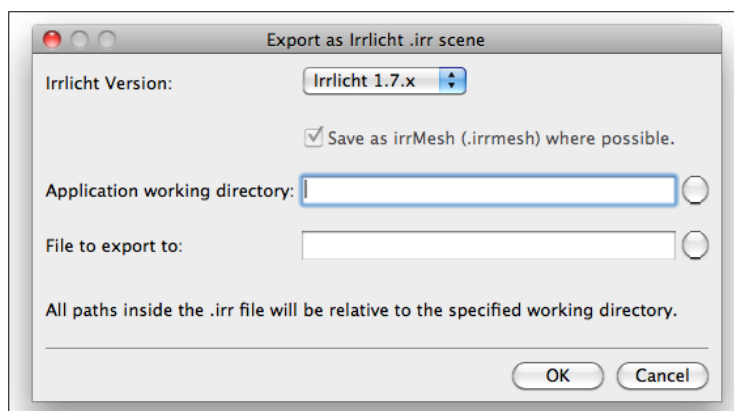 Export as Irrlicht .irr scene
Irrlicht Version: Irrlicht 1.7.x
Save as irrMesh (.irrmesh) where possible.
Application working directory:
File to export to:
All paths inside the .irr file will be relative to the specified working directory.
OK Cancel